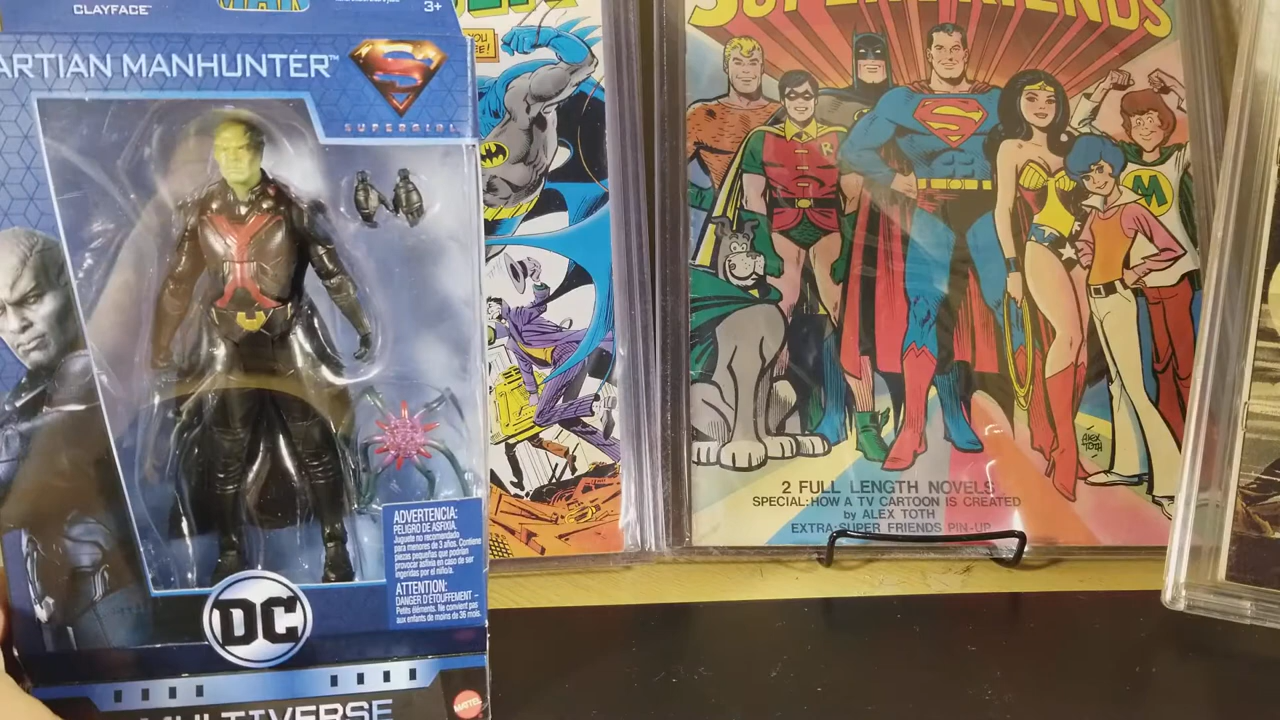 CLAYFACE
3+
ARTIAN MANHUNTER™
S
SUPERGIRL
ADVERTENCIA:
PELIGRO DE ASFIXIA.
Juguete no recomendado
para menores de 3 años. Contiene
piezas pequeñas que podrían
provocar asfixia en caso de ser
ingeridas por el niño/a.
ATTENTION:
DANGER D'ÉTOUFFEMENT –
Petits éléments. Ne convient pas
aux enfants de moins de 36 mois.
DC
MULTIVERSE
MATTEL
YOU
SUPER FRIENDS
R
S
M
ALEX
TOTH
2 FULL LENGTH NOVELS
SPECIAL:HOW A TV CARTOON IS CREATED
by ALEX TOTH
EXTRA:SUPER FRIENDS PIN-UP